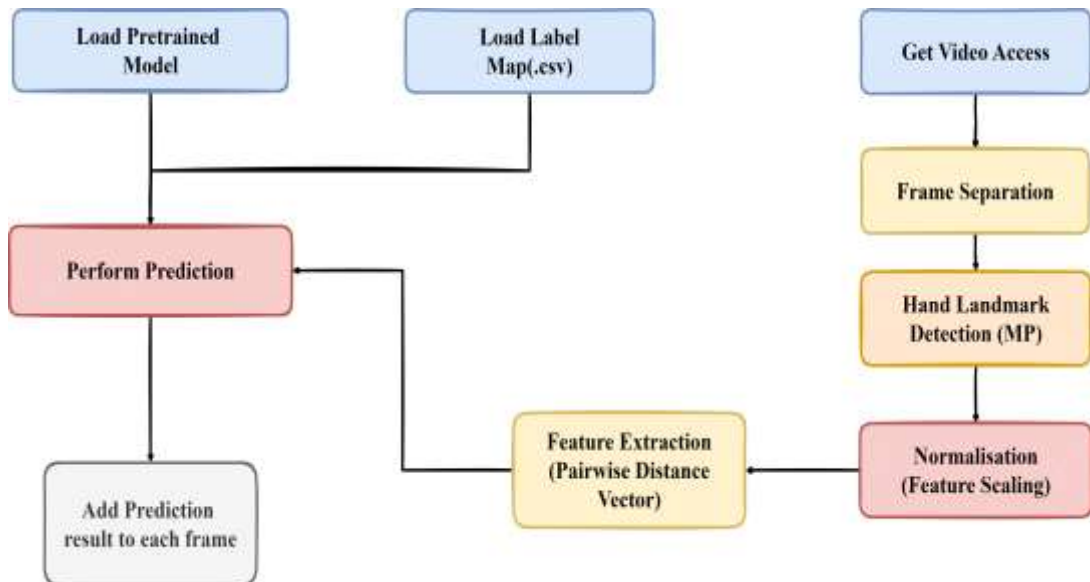 Load Pretrained
Model
Load Label
Map(.csv)
Get Video Access
Frame Separation
Perform Prediction
Hand Landmark
Detection (MP)
Feature Extraction
(Pairwise Distance
Vector)
Normalisation
(Feature Scaling)
Add Prediction
result to each frame